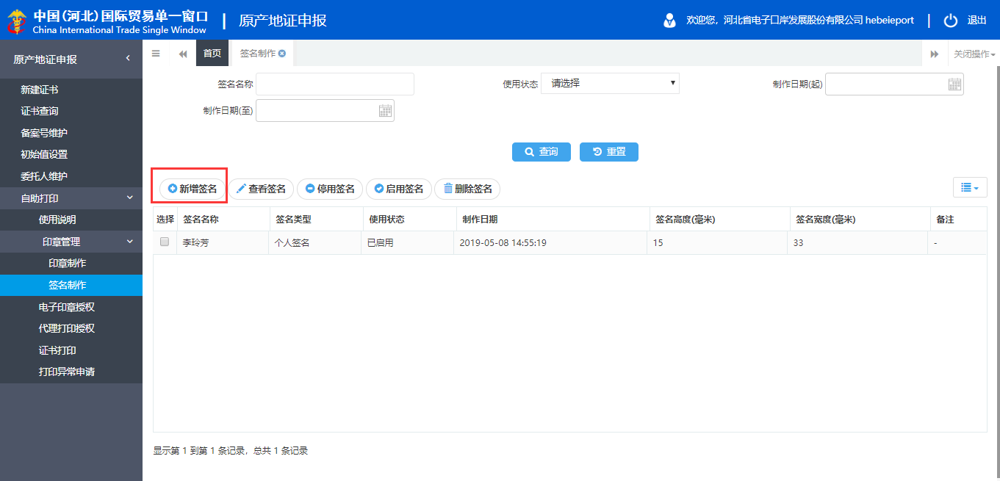 中国(河北)国际贸易单一窗口
China International Trade Single Window
原产地证申报
欢迎您，河北省电子口岸发展股份有限公司 hebeieport
退出
原产地证申报
首页
签名制作
关闭操作
新建证书
证书查询
备案号维护
初始值设置
委托人维护
自助打印
使用说明
印章管理
印章制作
签名制作
电子印章授权
代理打印授权
证书打印
打印异常申请
签名名称
使用状态 请选择
制作日期(起)
制作日期(至)
查询 重置
新增签名 查看签名 停用签名 启用签名 删除签名
选择 签名名称 签名类型 使用状态 制作日期 签名高度(毫米) 签名宽度(毫米) 备注
李玲芳 个人签名 已启用 2019-05-08 14:55:19 15 33 -
显示第 1 到第 1 条记录，总共 1 条记录